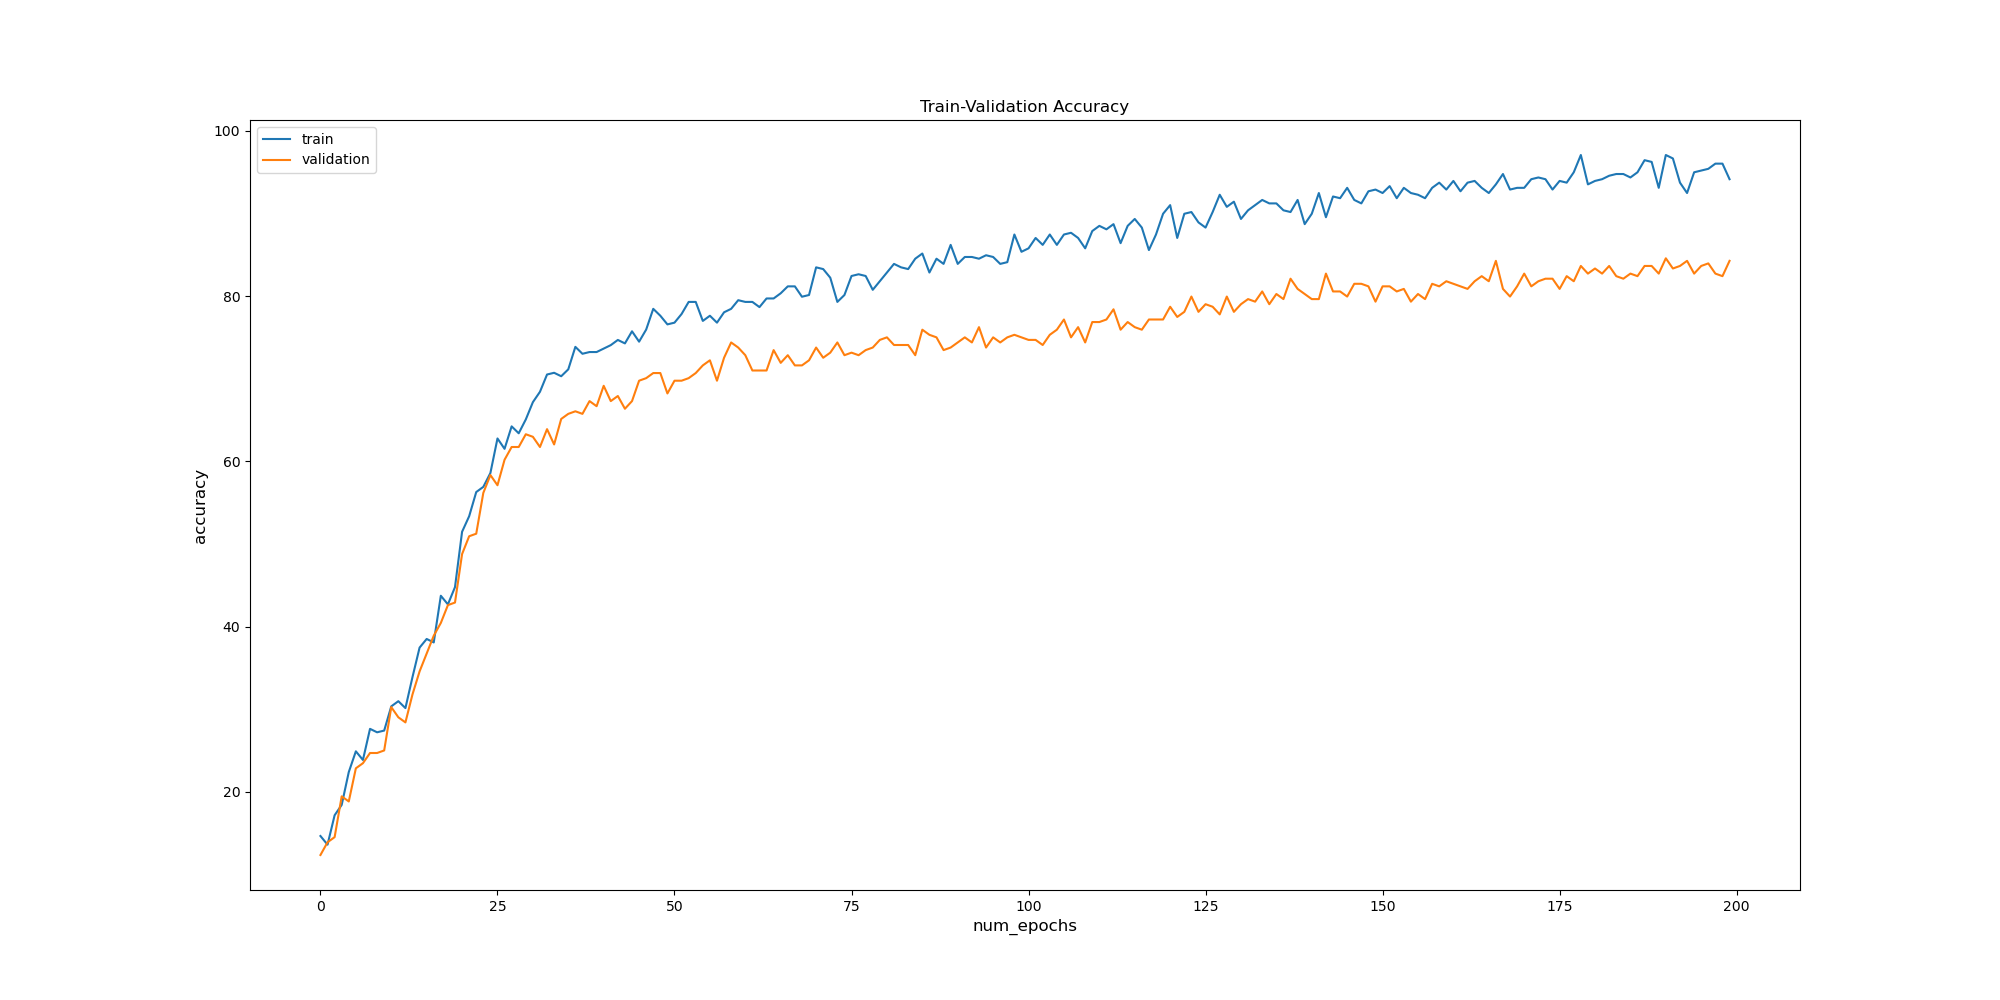 Train-Validation Accuracy
train
validation
100
80
60
40
20
accuracy
0 25 50 75 100 125 150 175 200
num_epochs